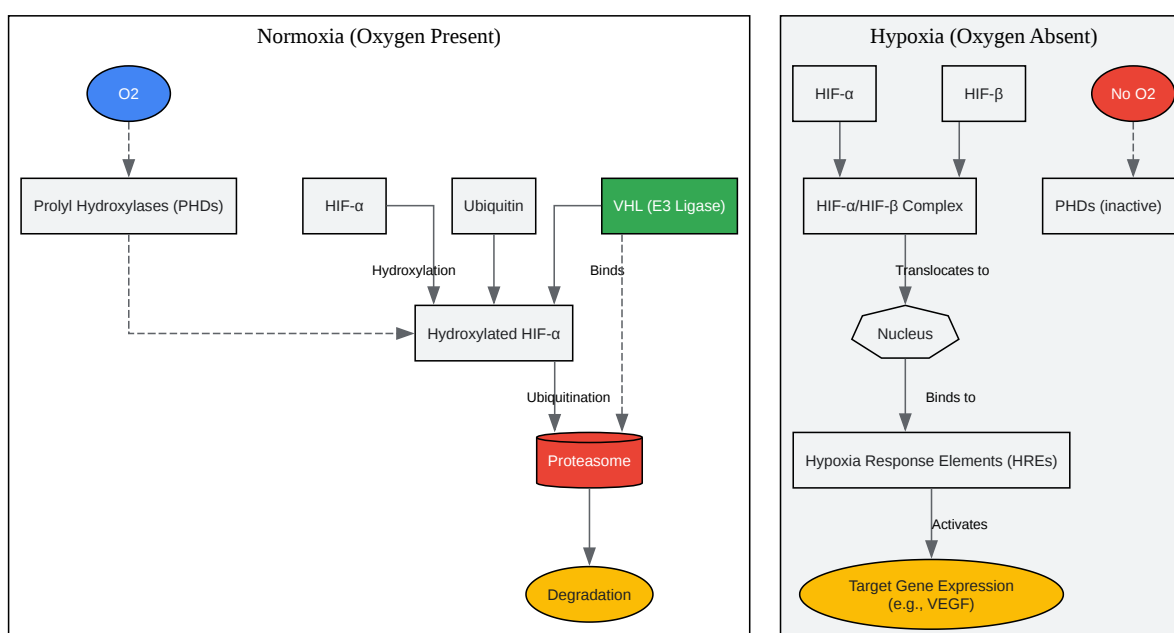 Normoxia (Oxygen Present)
O2
Prolyl Hydroxylases (PHDs)
HIF-α
Ubiquitin
VHL (E3 Ligase)
Hydroxylation
Binds
Hydroxylated HIF-α
Ubiquitination
Proteasome
Degradation
Hypoxia (Oxygen Absent)
HIF-α
HIF-β
No O2
HIF-α/HIF-β Complex
PHDs (inactive)
Translocates to
Nucleus
Binds to
Hypoxia Response Elements (HREs)
Activates
Target Gene Expression
(e.g., VEGF)